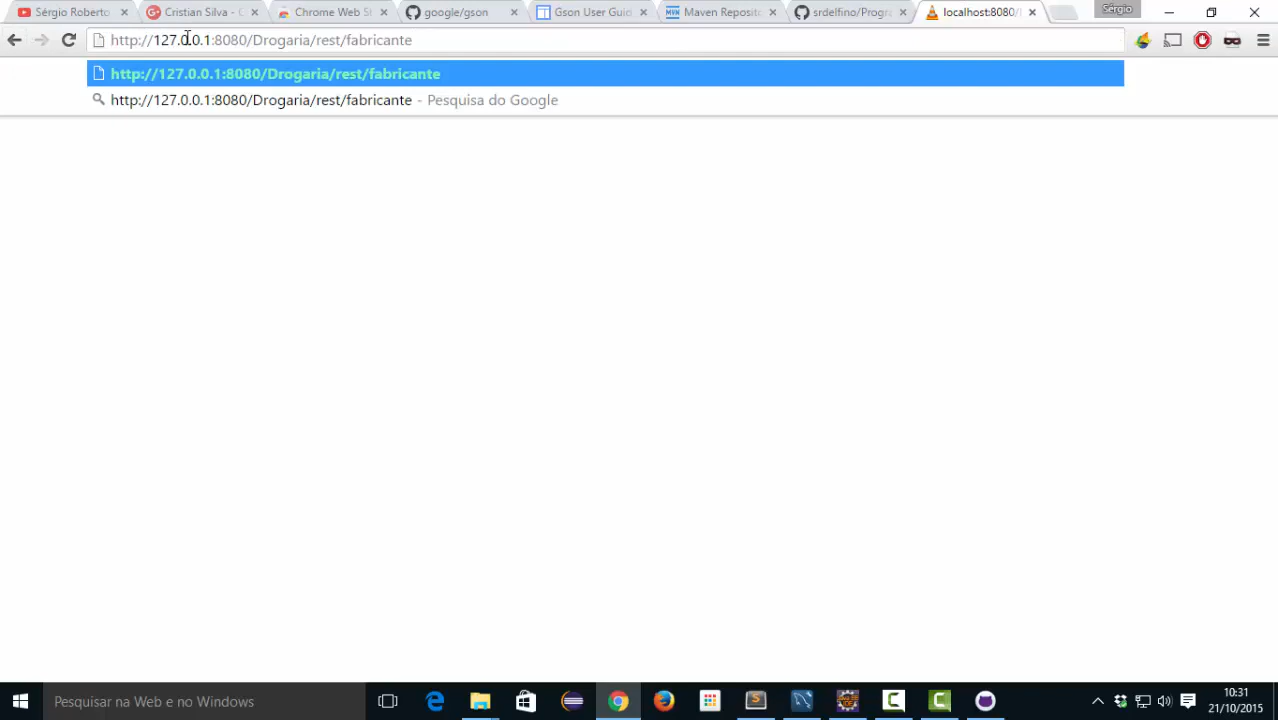 Sérgio Roberto
Cristian Silva - G
Chrome Web St
google/gson
Gson User Guid
Maven Reposito
srdelfino/Progra
localhost:8080/
Sérgio
http://127.0.0.1:8080/Drogaria/rest/fabricante
http://127.0.0.1:8080/Drogaria/rest/fabricante
http://127.0.0.1:8080/Drogaria/rest/fabricante - Pesquisa do Google
Pesquisar na Web e no Windows
10:31
21/10/2015